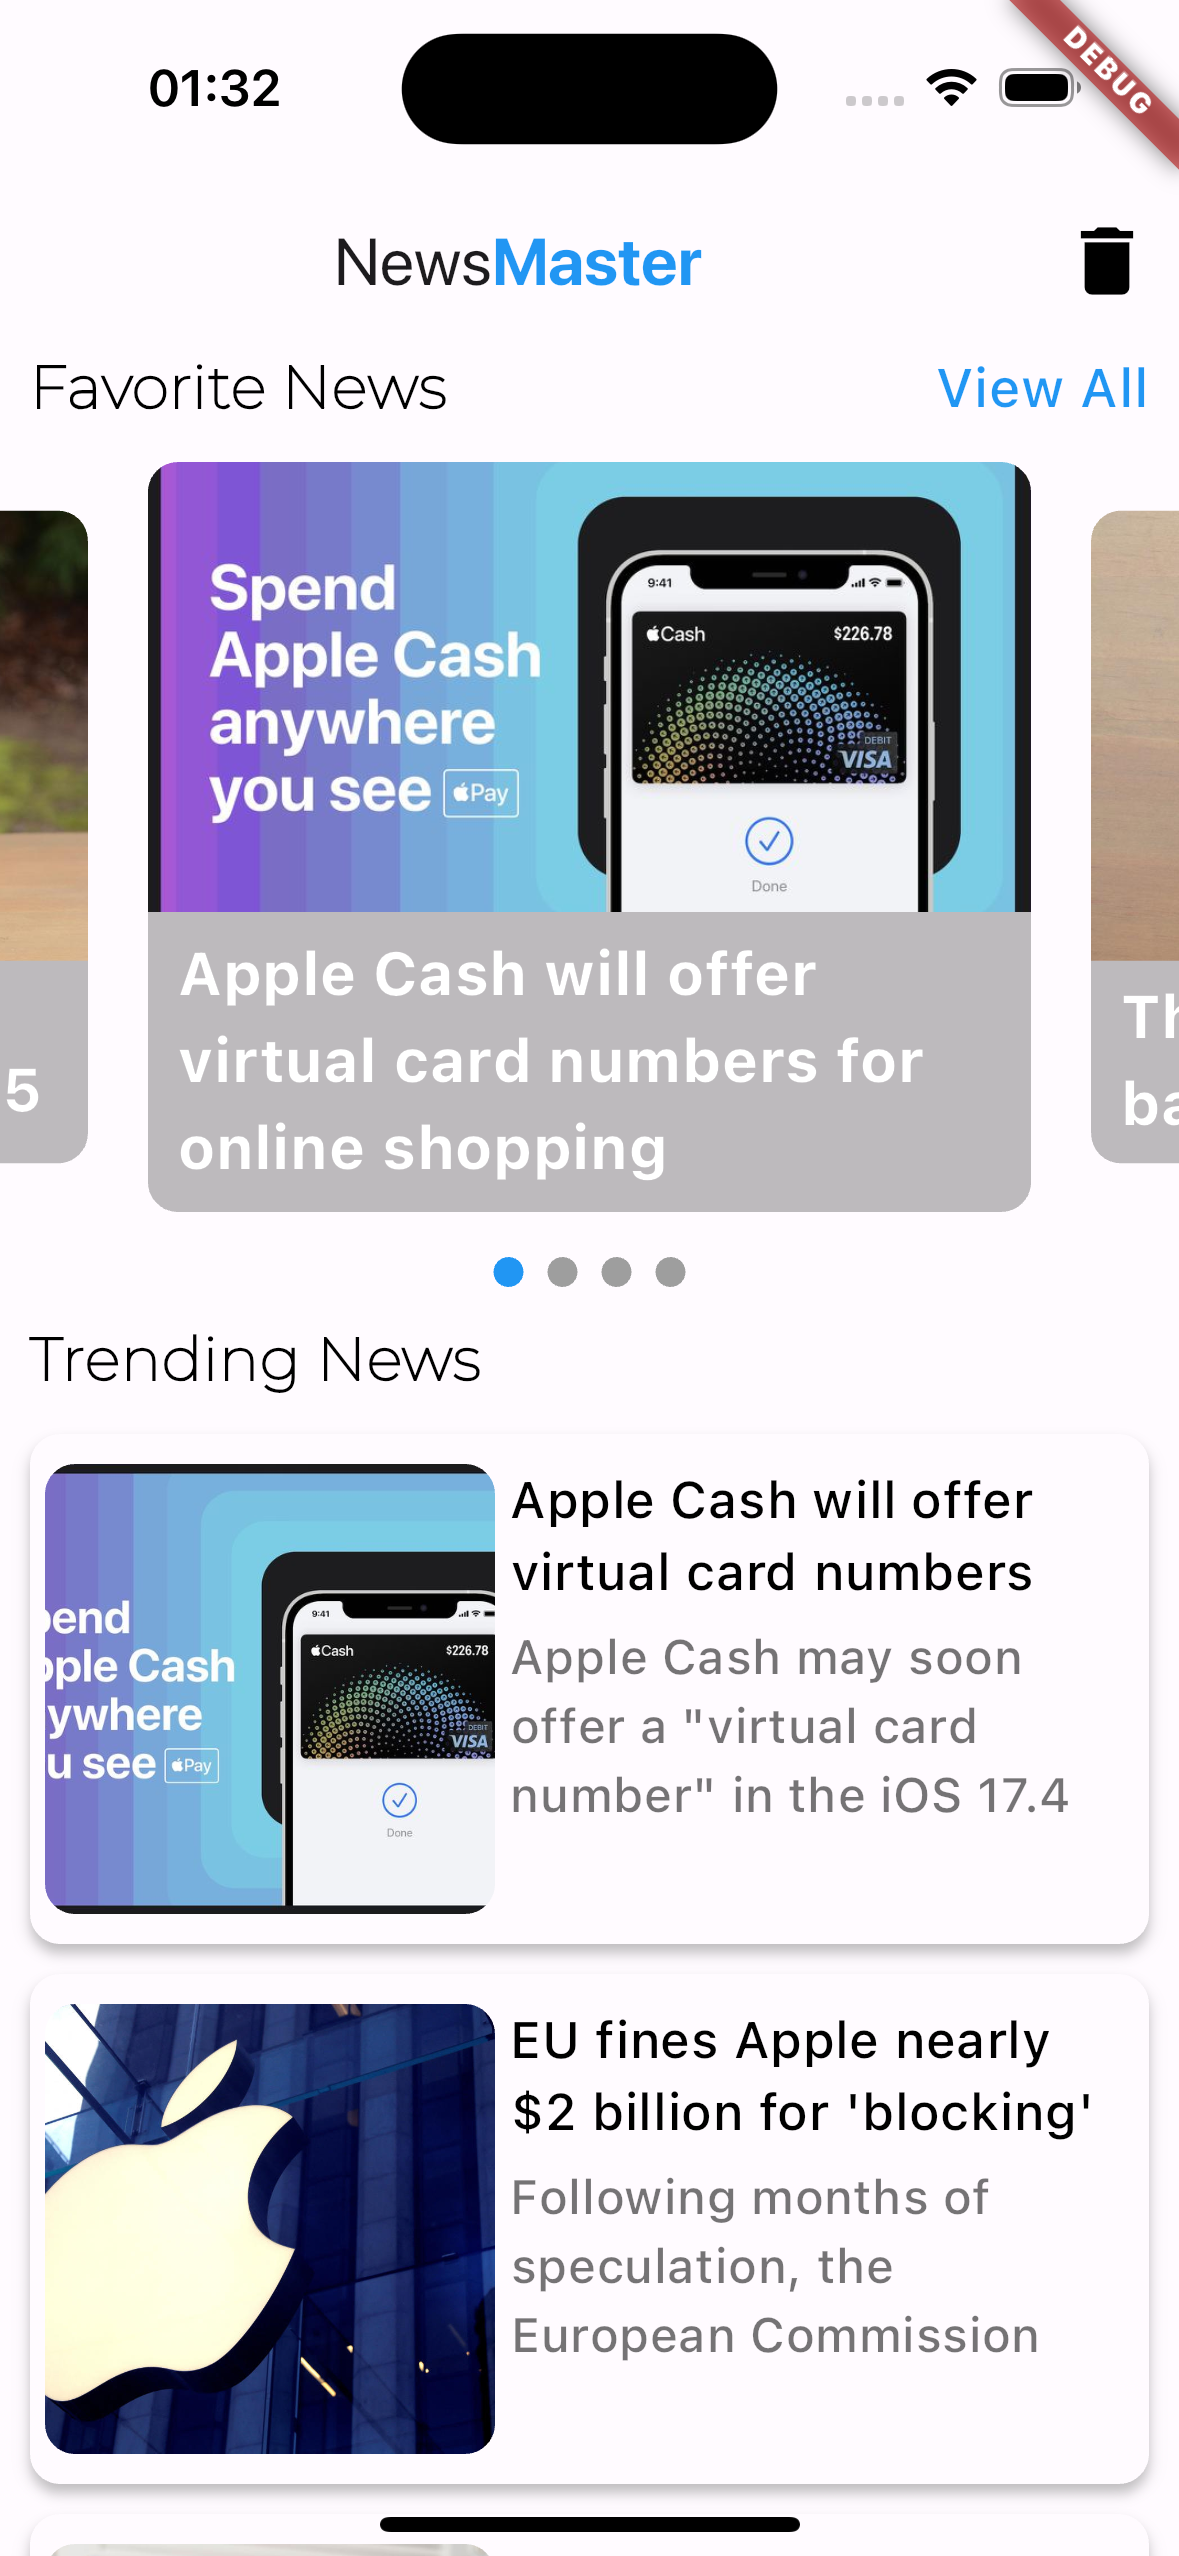 01:32
DEBUG
NewsMaster
Favorite News
View All
Spend
Apple Cash
anywhere
you see Pay
9:41
Cash $226.78
DEBIT
VISA
Done
5
Apple Cash will offer
virtual card numbers for
online shopping
Th
ba
Trending News
pend
pple Cash
ywhere
u see Pay
9:41
Cash $226.78
DEBIT
VISA
Done
Apple Cash will offer
virtual card numbers
Apple Cash may soon
offer a "virtual card
number" in the iOS 17.4
EU fines Apple nearly
$2 billion for 'blocking'
Following months of
speculation, the
European Commission